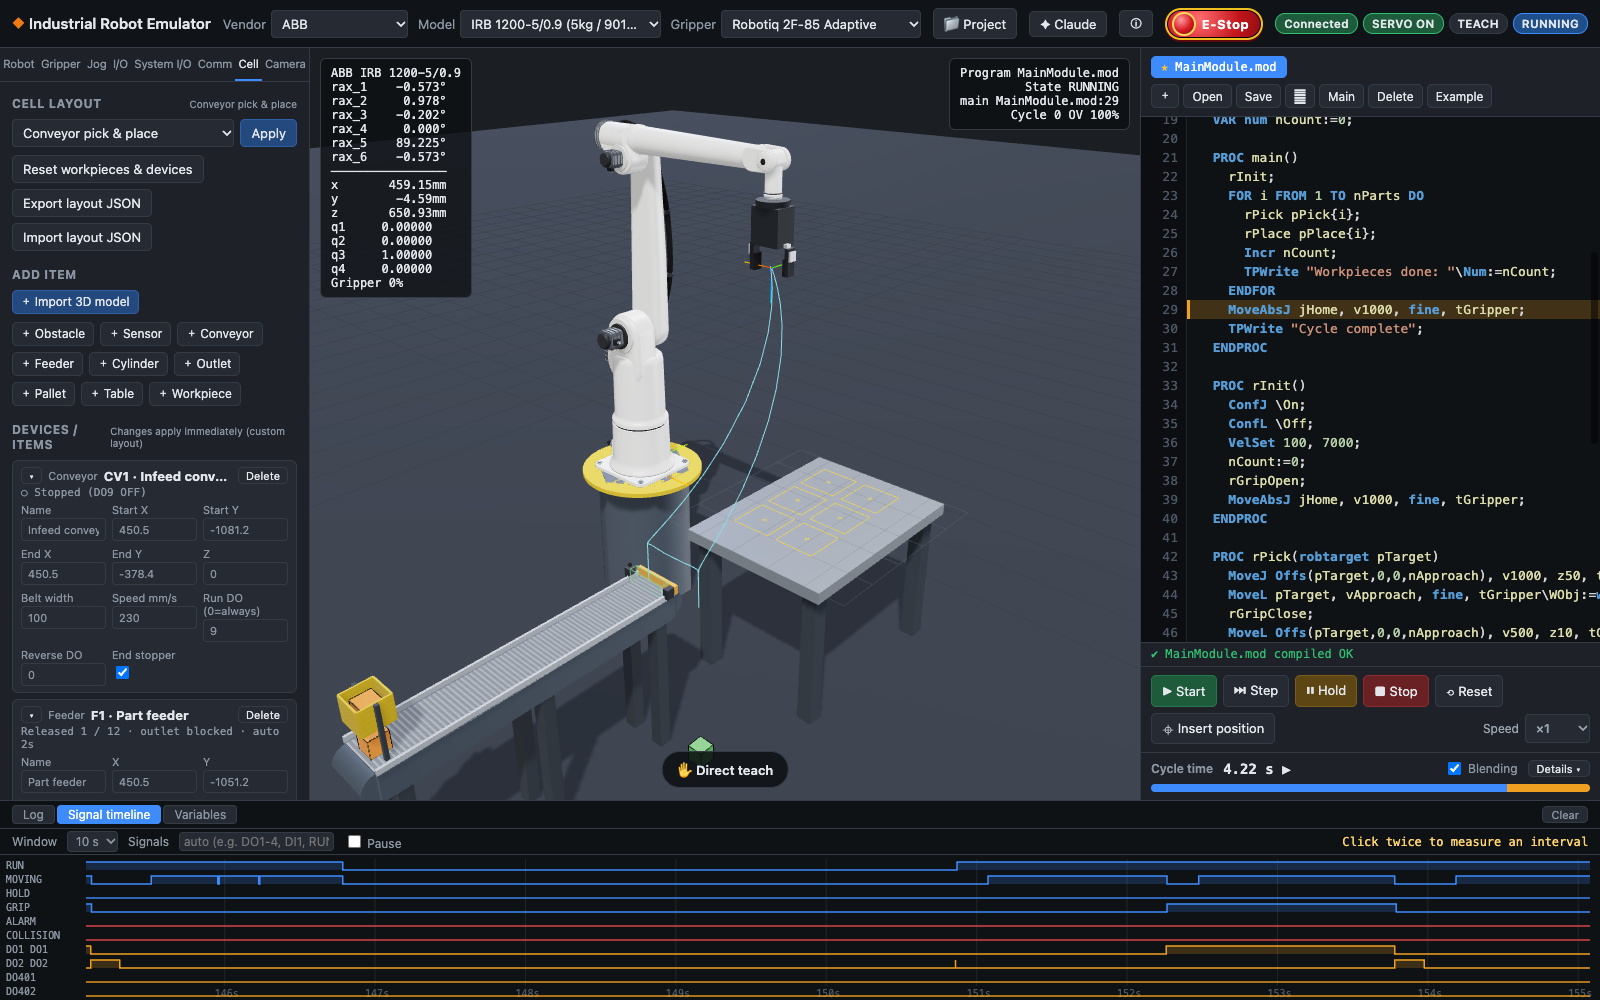 Industrial Robot Emulator Vendor ABB Model IRB 1200-5/0.9 (5kg / 901... Gripper Robotiq 2F-85 Adaptive Project Claude E-Stop Connected SERVO ON TEACH RUNNING
Robot Gripper Jog I/O System I/O Comm Cell Camera
CELL LAYOUT Conveyor pick & place
Conveyor pick & place Apply
Reset workpieces & devices
Export layout JSON
Import layout JSON
ADD ITEM
+ Import 3D model
+ Obstacle + Sensor + Conveyor
+ Feeder + Cylinder + Outlet
+ Pallet + Table + Workpiece
DEVICES / ITEMS Changes apply immediately (custom layout)
Conveyor CV1 · Infeed conv... Delete
○ Stopped (DO9 OFF)
Name Start X Start Y
Infeed convey 450.5 -1081.2
End X End Y Z
450.5 -378.4 0
Belt width Speed mm/s Run DO (0=always)
100 230 9
Reverse DO End stopper
0
Feeder F1 · Part feeder Delete
Released 1 / 12 · outlet blocked · auto 2s
Name X Y
Part feeder 450.5 -1051.2
ABB IRB 1200-5/0.9
rax_1 -0.573°
rax_2 0.978°
rax_3 -0.202°
rax_4 0.000°
rax_5 89.225°
rax_6 -0.573°
x 459.15mm
y -4.59mm
z 650.93mm
q1 0.00000
q2 0.00000
q3 1.00000
q4 0.00000
Gripper 0%
Program MainModule.mod
State RUNNING
main MainModule.mod:29
Cycle 0 OV 100%
Direct teach
★ MainModule.mod
+ Open Save Main Delete Example
19 VAR num nCount:=0;
20
21 PROC main()
22 rInit;
23 FOR i FROM 1 TO nParts DO
24 rPick pPick{i};
25 rPlace pPlace{i};
26 Incr nCount;
27 TPWrite "Workpieces done: "\Num:=nCount;
28 ENDFOR
29 MoveAbsJ jHome, v1000, fine, tGripper;
30 TPWrite "Cycle complete";
31 ENDPROC
32
33 PROC rInit()
34 ConfJ \On;
35 ConfL \Off;
36 VelSet 100, 7000;
37 nCount:=0;
38 rGripOpen;
39 MoveAbsJ jHome, v1000, fine, tGripper;
40 ENDPROC
41
42 PROC rPick(robtarget pTarget)
43 MoveJ Offs(pTarget,0,0,nApproach), v1000, z50, t
44 MoveL pTarget, vApproach, fine, tGripper\WObj:=w
45 rGripClose;
46 MoveL Offs(pTarget,0,0,nApproach), v500, z10, tG
✔ MainModule.mod compiled OK
Start Step Hold Stop Reset
Insert position Speed ×1
Cycle time 4.22 s Blending Details
Log Signal timeline Variables Clear
Window 10 s Signals auto (e.g. DO1-4, DI1, RUN Pause Click twice to measure an interval
RUN
MOVING
HOLD
GRIP
ALARM
COLLISION
DO1 DO1
DO2 DO2
DO401
DO402
146s 147s 148s 149s 150s 151s 152s 153s 154s 155s